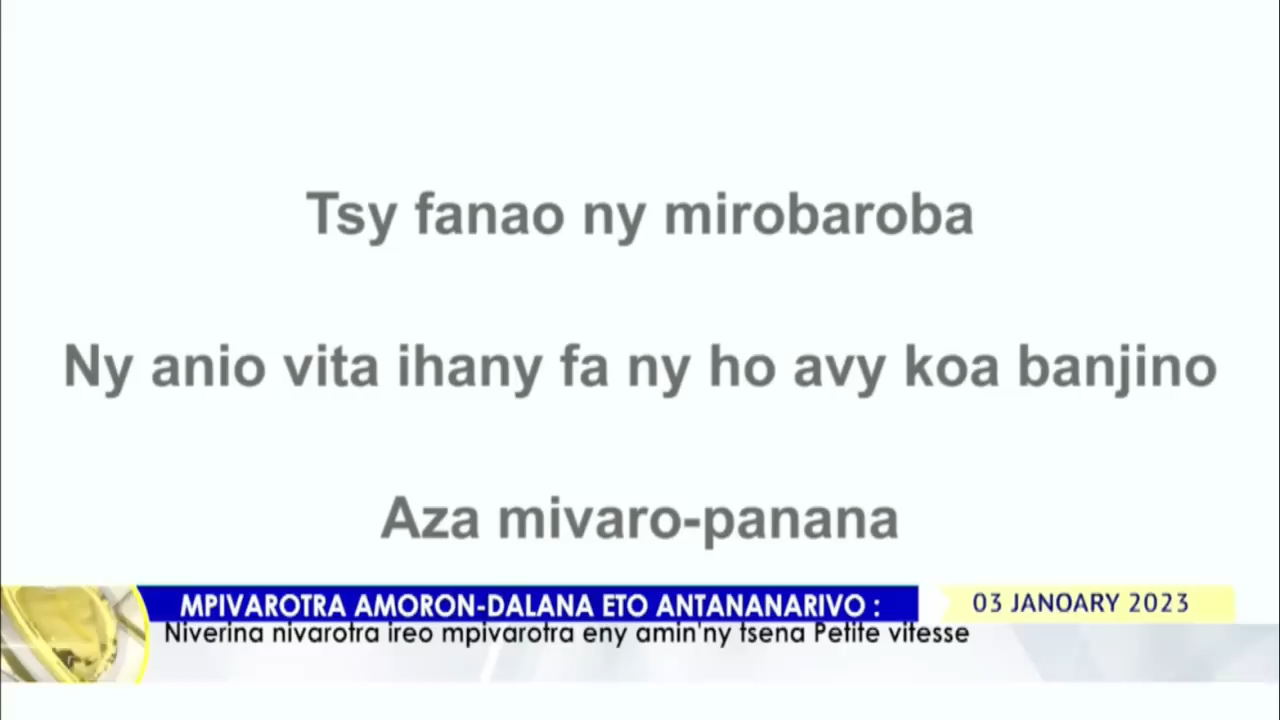 Tsy fanao ny mirobaroba
Ny anio vita ihany fa ny ho avy koa banjino
Aza mivaro-panana
MPIVAROTRA AMORON-DALANA ETO ANTANANARIVO :
03 JANOARY 2023
Niverina nivarotra ireo mpivarotra eny amin'ny tsena Petite vitesse